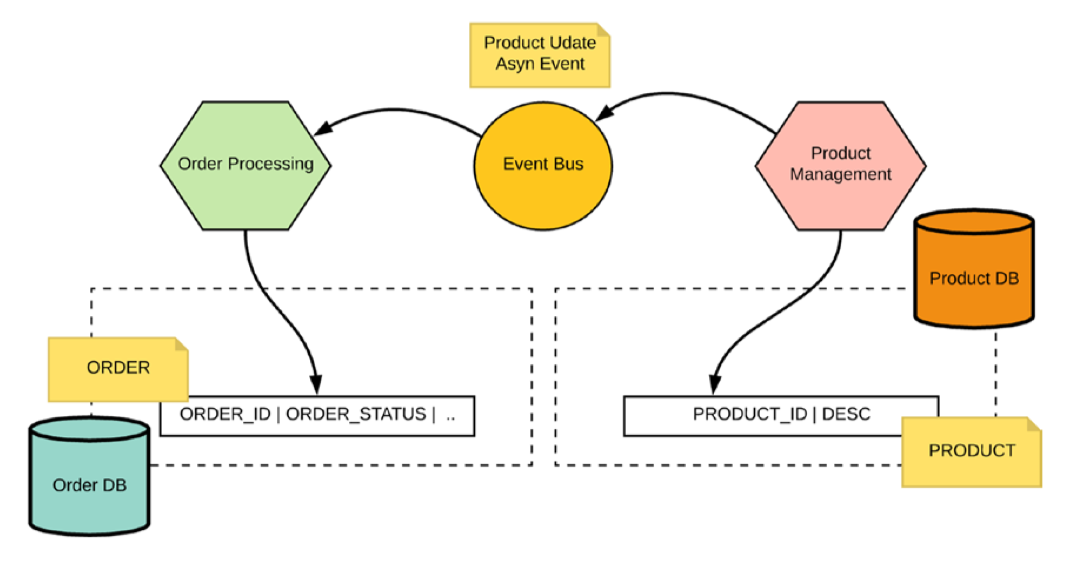 Product Udate
Asyn Event
Order Processing
Event Bus
Product
Management
Product DB
ORDER
ORDER_ID | ORDER_STATUS | ..
PRODUCT_ID | DESC
PRODUCT
Order DB